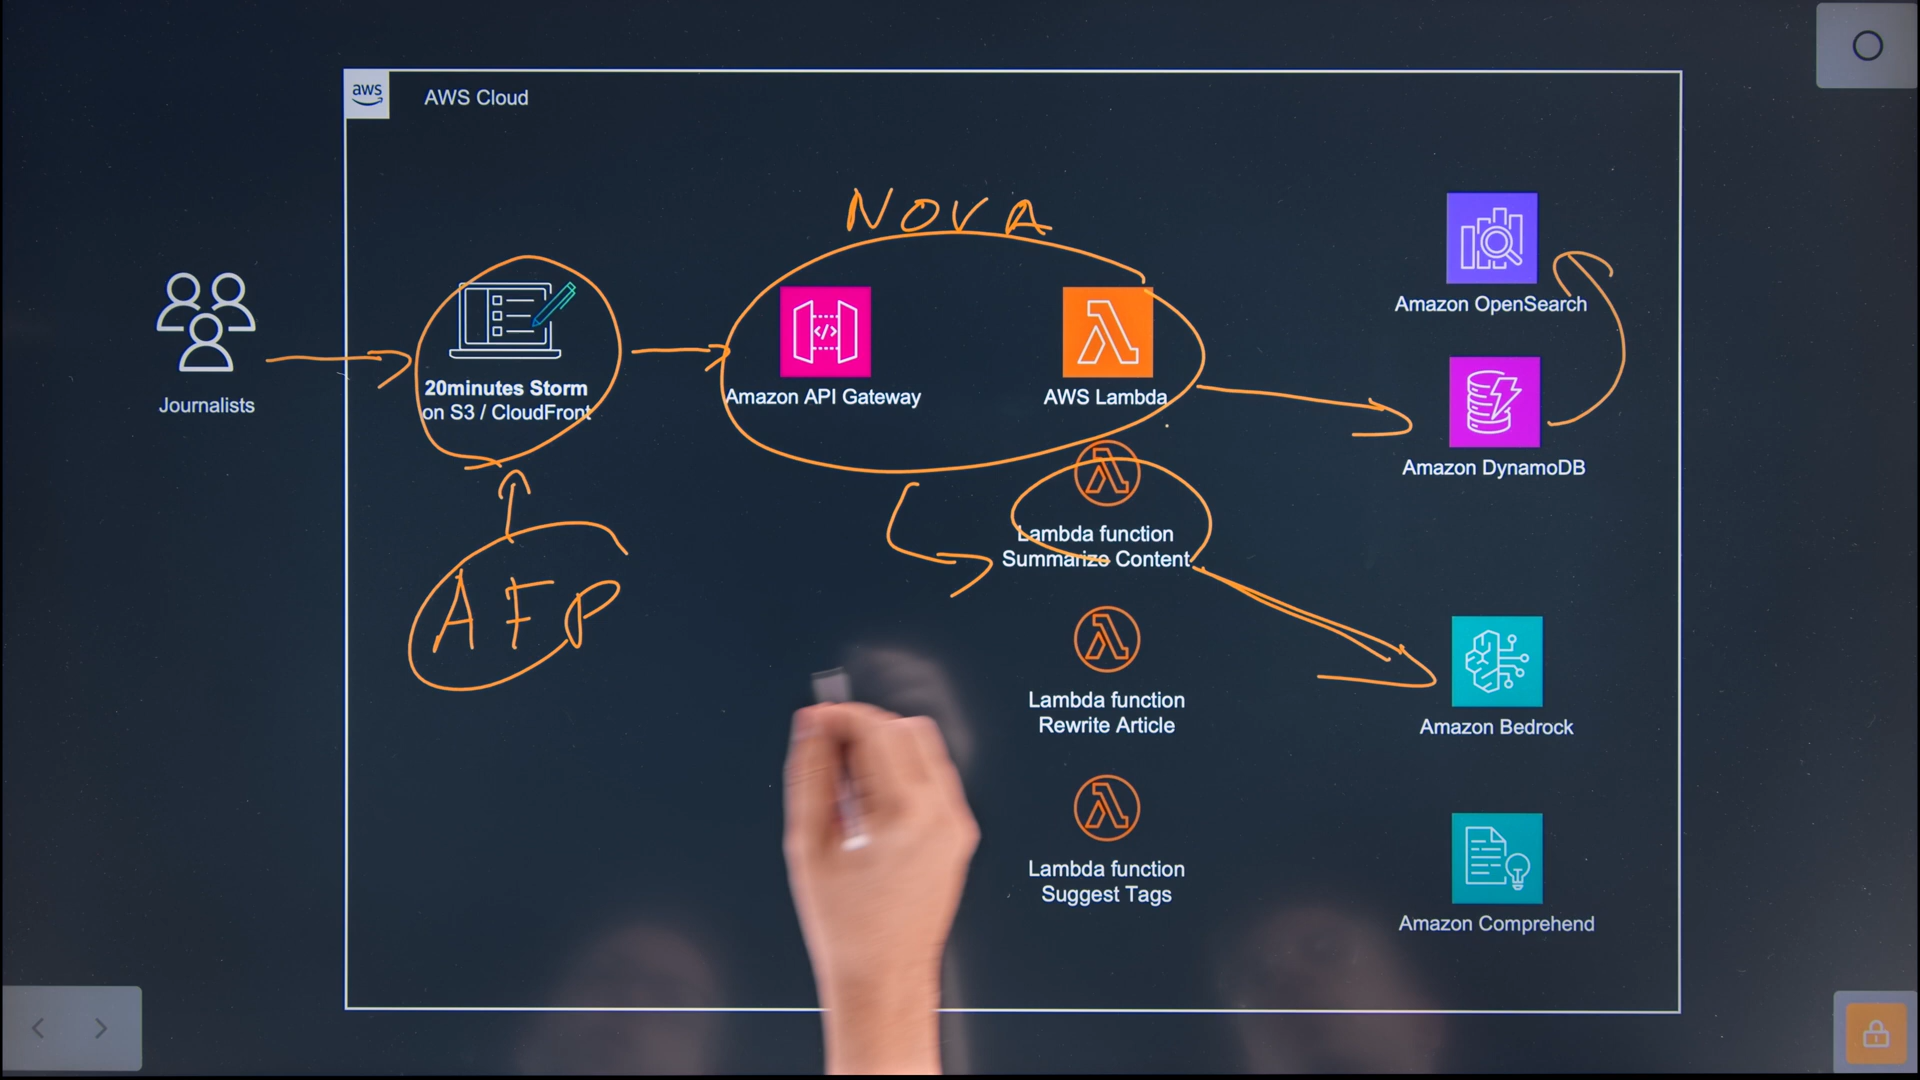 aws
AWS Cloud
NOVA
Journalists
20minutes Storm
on S3 / CloudFront
</>
Amazon API Gateway
AWS Lambda
Amazon OpenSearch
Amazon DynamoDB
AFP
Lambda function
Summarize Content
Lambda function
Rewrite Article
Lambda function
Suggest Tags
Amazon Bedrock
Amazon Comprehend